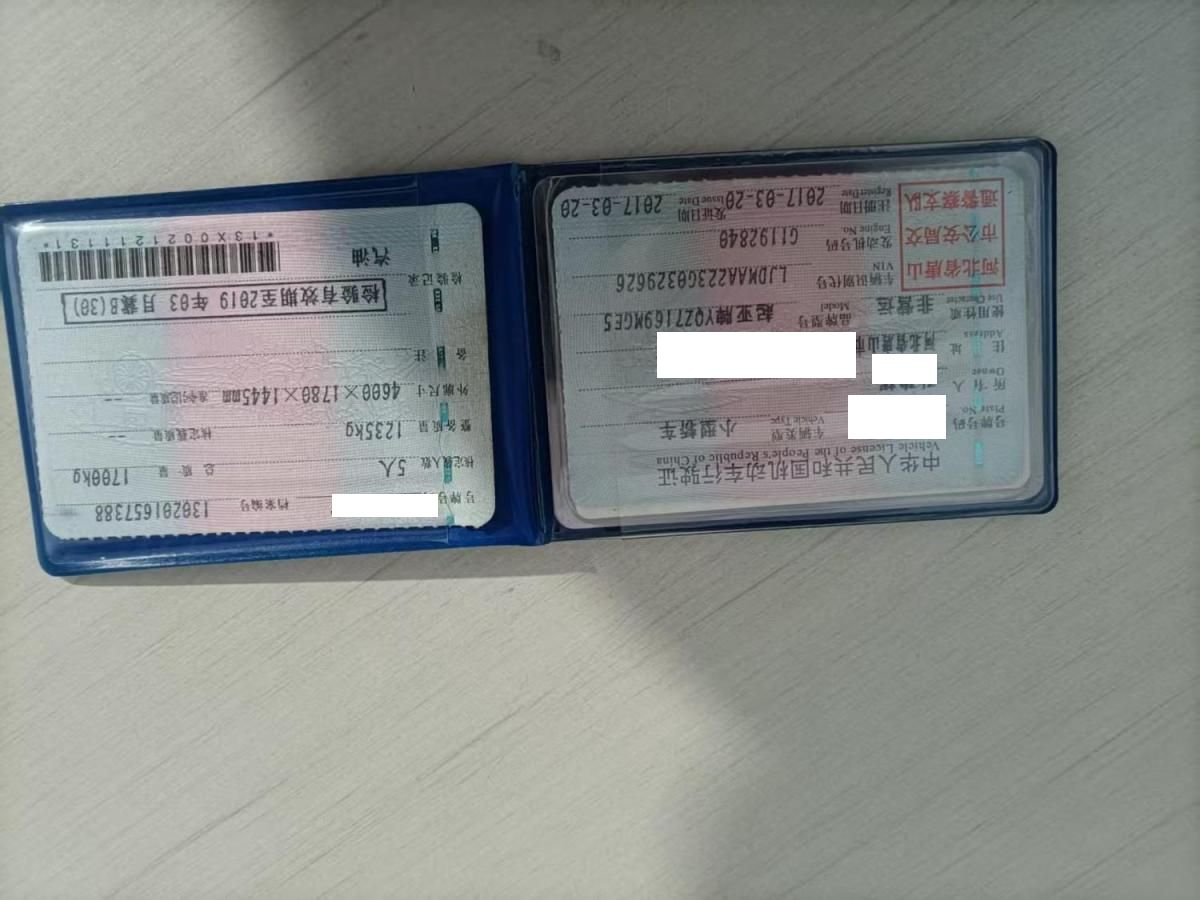 中华人民共和国机动车行驶证
Vehicle License of the People's Republic of China
号牌号码
Plate No.
车辆类型
Vehicle Type
小型轿车
所有人
Owner
住址
Address
河北省唐山市
使用性质
Use Character
非营运
品牌型号
Model
起亚牌YQZ7169MGE5
车辆识别代号
VIN
LJDMAA223G0329626
发动机号码
Engine No.
G1192840
注册日期
Register Date
2017-03-20
发证日期
Issue Date
2017-03-20
河北省唐山
市公安局交
通警察支队
号牌号码
档案编号 130201657388
核定载人数 5人 总质量 1700kg
整备质量 1235kg 核定载质量 --
外廓尺寸 4600×1780×1445mm 准牵引总质量 --
备注
检验有效期至2019年03月冀B(30)
检验记录
汽油
*13X0021211131*